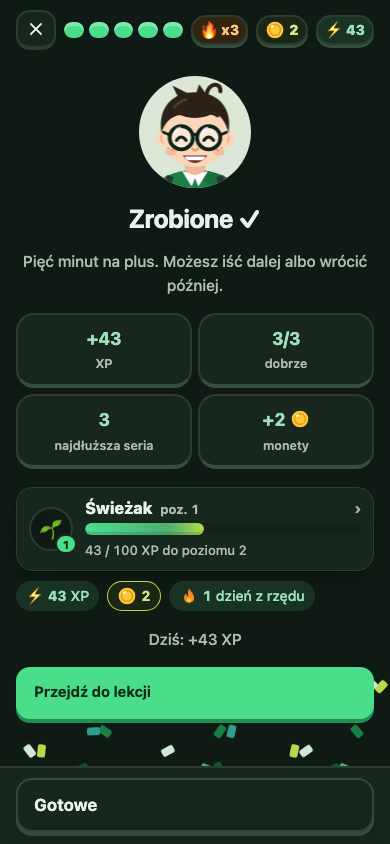 x3
2
43
Zrobione ✓
Pięć minut na plus. Możesz iść dalej albo wrócić
później.
+43
XP
3/3
dobrze
3
najdłuższa seria
+2
monety
Świeżak poz. 1
1
43 / 100 XP do poziomu 2
43 XP
2
1 dzień z rzędu
Dziś: +43 XP
Przejdź do lekcji
Gotowe